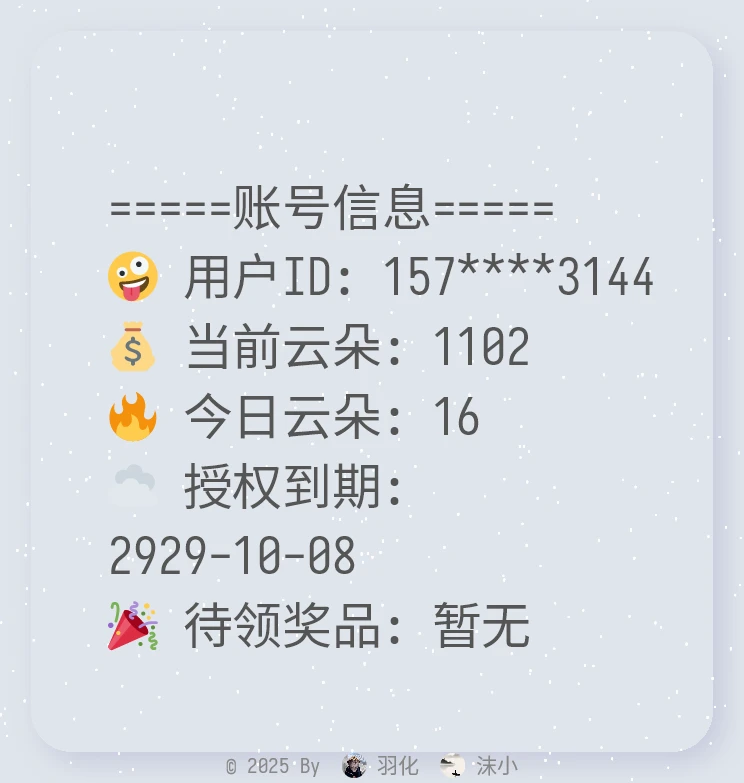 =====账号信息=====
🤪 用户ID: 157****3144
💰 当前云朵: 1102
🔥 今日云朵: 16
☁️ 授权到期:
2929-10-08
🎉 待领奖品: 暂无
© 2025 By 羽化 沫小